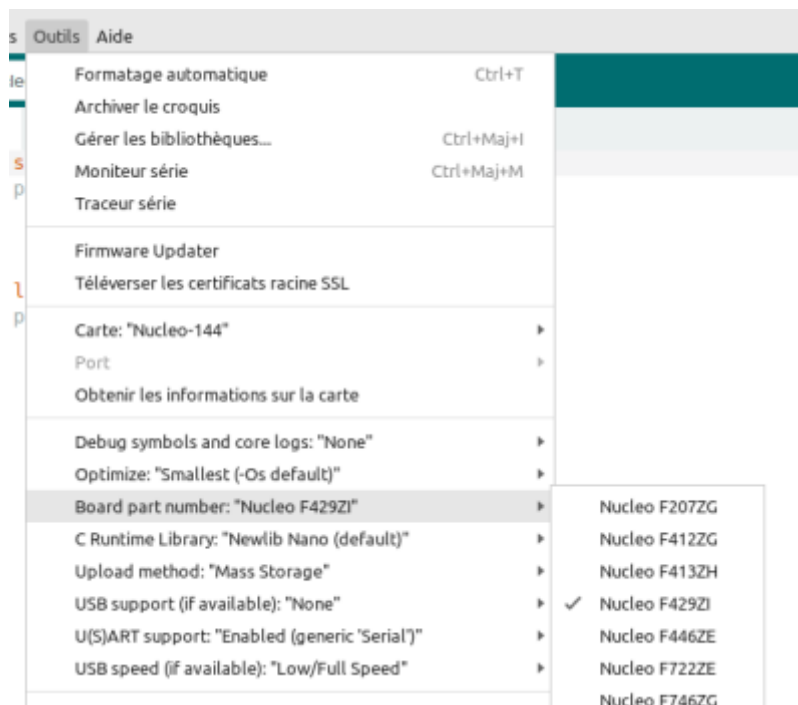 s Outils Aide
de
Formatage automatique Ctrl+T
Archiver le croquis
Gérer les bibliothèques... Ctrl+Maj+I
s
Moniteur série Ctrl+Maj+M
p
Traceur série
Firmware Updater
Téléverser les certificats racine SSL
l
Carte: "Nucleo-144"
p
Port
Obtenir les informations sur la carte
Debug symbols and core logs: "None"
Optimize: "Smallest (-Os default)"
Board part number: "Nucleo F429ZI" Nucleo F207ZG
C Runtime Library: "Newlib Nano (default)" Nucleo F412ZG
Upload method: "Mass Storage" Nucleo F413ZH
USB support (if available): "None" ✓ Nucleo F429ZI
U(S)ART support: "Enabled (generic 'Serial')" Nucleo F446ZE
USB speed (if available): "Low/Full Speed" Nucleo F722ZE
Nucleo F746ZG